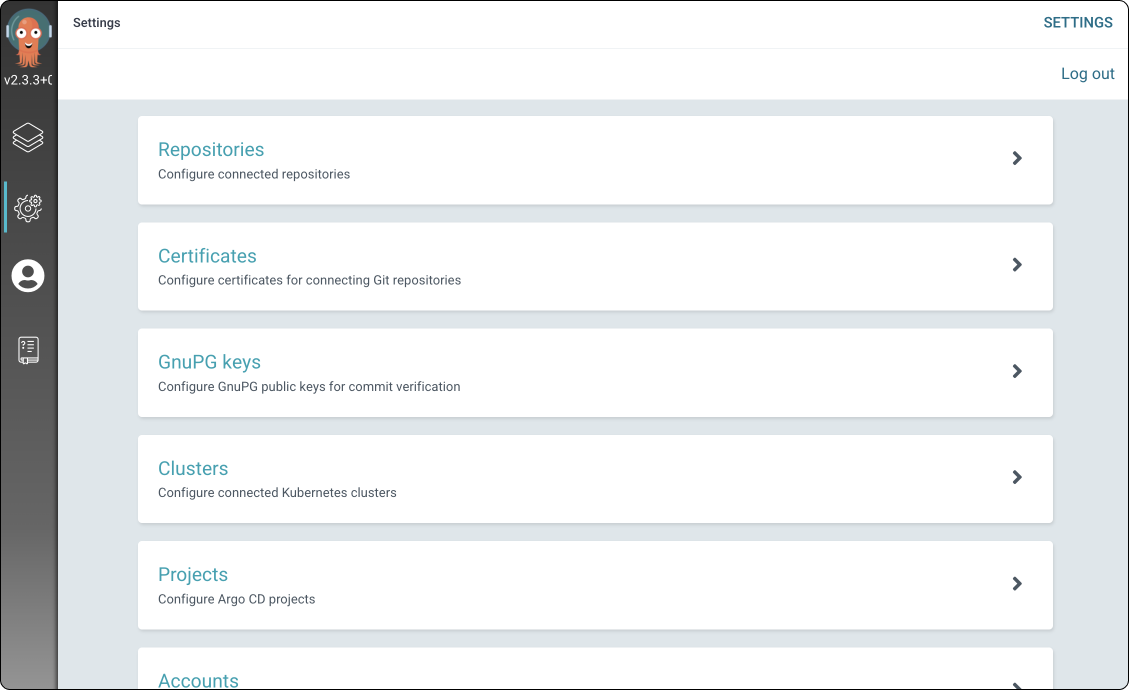 Settings
SETTINGS
v2.3.3+
Log out
Repositories
Configure connected repositories
Certificates
Configure certificates for connecting Git repositories
GnuPG keys
Configure GnuPG public keys for commit verification
Clusters
Configure connected Kubernetes clusters
Projects
Configure Argo CD projects
Accounts